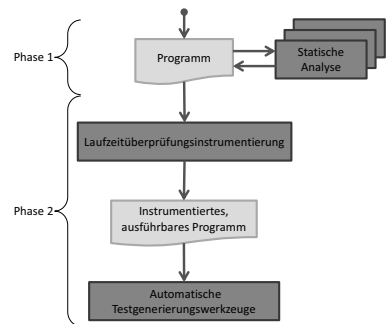 Phase 1
Programm
Statische
Analyse
Laufzeitüberprüfungsinstrumentierung
Phase 2
Instrumentiertes,
ausführbares Programm
Automatische
Testgenerierungswerkzeuge